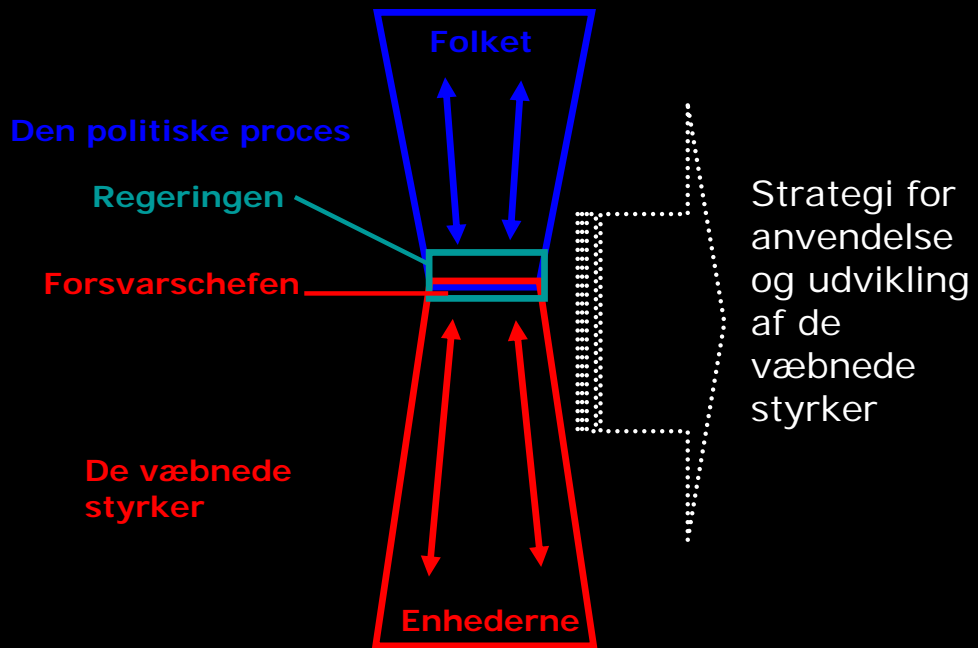 Folket
Den politiske proces
Regeringen
Forsvarschefen
De væbnede
styrker
Enhederne
Strategi for
anvendelse
og udvikling
af de
væbnede
styrker